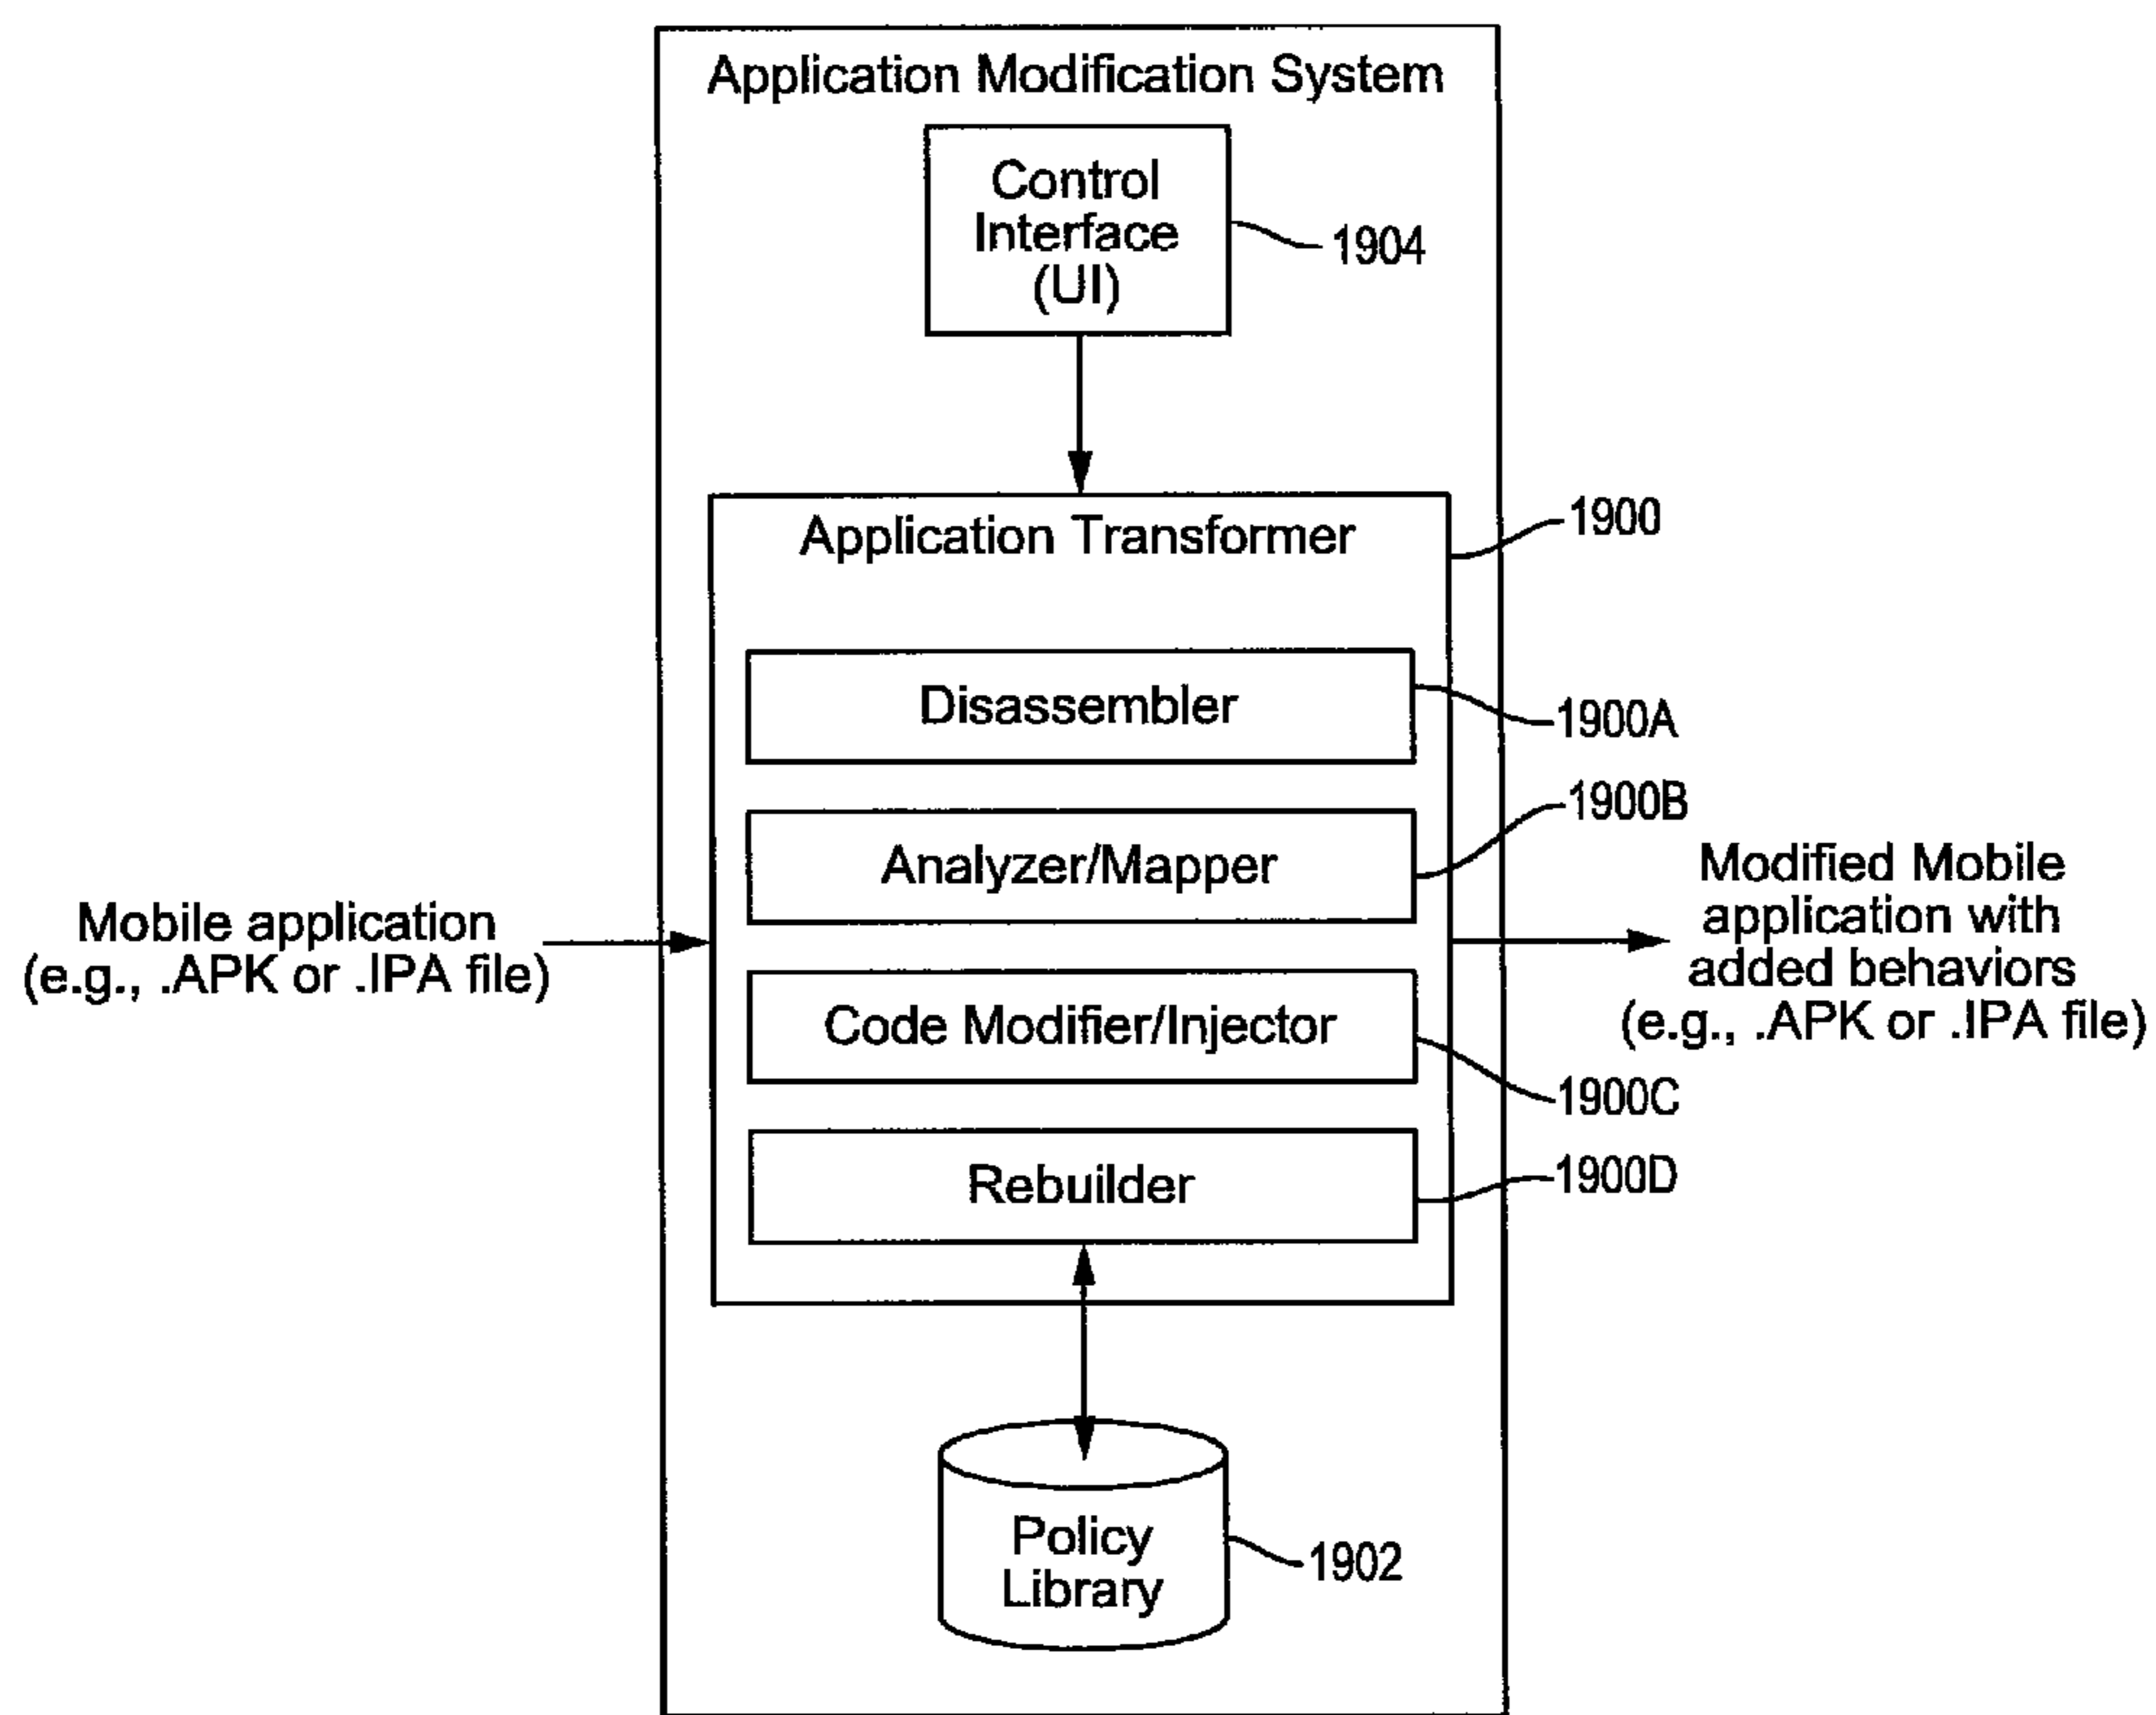 Application Modification System
Control
Interface
(UI)
1904
Application Transformer
1900
Disassembler
1900A
Analyzer/Mapper
1900B
Mobile application
(e.g., .APK or .IPA file)
Modified Mobile
application with
added behaviors
(e.g., .APK or .IPA file)
Code Modifier/Injector
1900C
Rebuilder
1900D
Policy
Library
1902